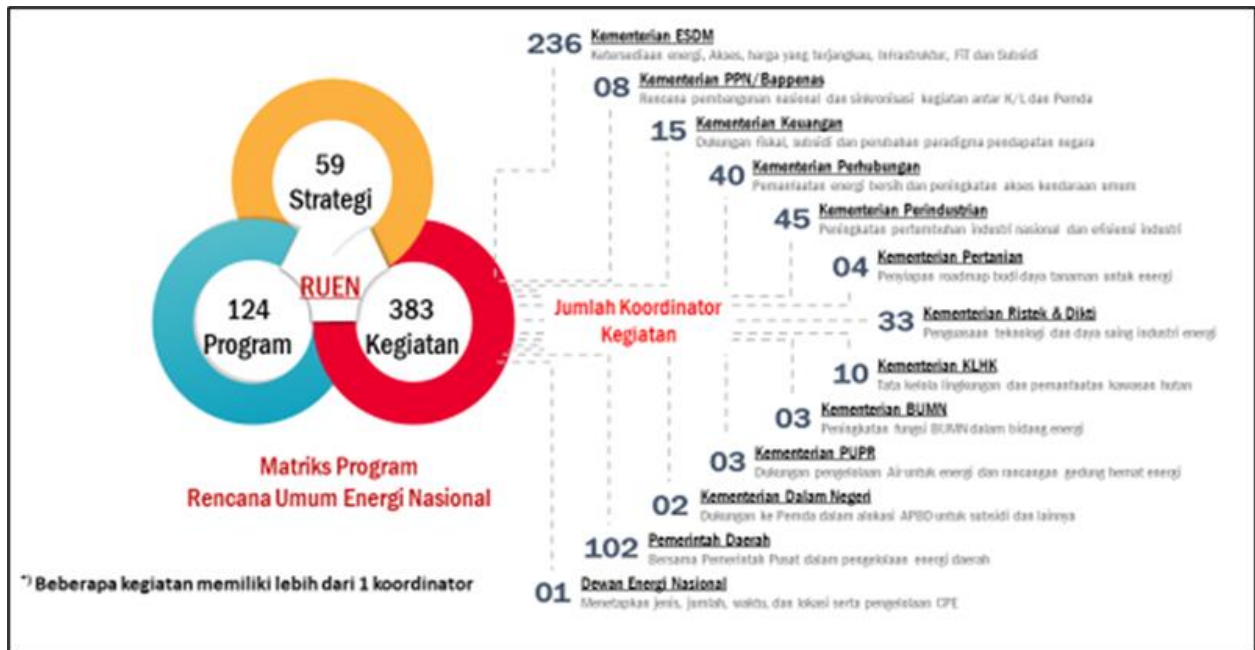 59
Strategi
RUEN
124
Program
383
Kegiatan
Matriks Program
Rencana Umum Energi Nasional
*) Beberapa kegiatan memiliki lebih dari 1 koordinator
Jumlah Koordinator
Kegiatan
236 Kementerian ESDM
Ketersediaan energi, Akses, harga yang terjangkau, Infrastruktur, FIT dan Subsidi
08 Kementerian PPN/Bappenas
Rencana pembangunan nasional dan sinkronisasi kegiatan antar K/L dan Pemda
15 Kementerian Keuangan
Dukungan fiskal, subsidi dan perubahan paradigma pendapatan negara
40 Kementerian Perhubungan
Pemanfaatan energi bersih dan peningkatan akses kendaraan umum
45 Kementerian Perindustrian
Peningkatan pertumbuhan industri nasional dan efisiensi industri
04 Kementerian Pertanian
Penyiapan roadmap budi daya tanaman untuk energi
33 Kementerian Ristek & Dikti
Penguasaan teknologi dan daya saing industri energi
10 Kementerian KLHK
Tata kelola lingkungan dan pemanfaatan kawasan hutan
03 Kementerian BUMN
Peningkatan fungsi BUMN dalam bidang energi
03 Kementerian PUPR
Dukungan pengelolaan Air untuk energi dan rancangan gedung hemat energi
02 Kementerian Dalam Negeri
Dukungan ke Pemda dalam alokasi APBD untuk subsidi dan lainnya
102 Pemerintah Daerah
Bersama Pemerintah Pusat dalam pengelolaan energi daerah
01 Dewan Energi Nasional
Menetapkan jenis, jumlah, waktu, dan lokasi serta pengelolaan CPE